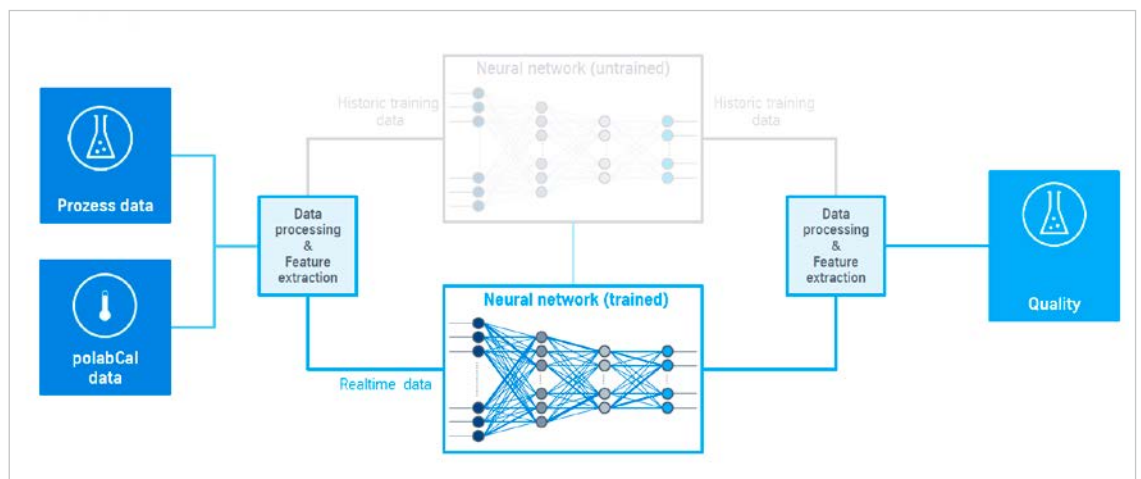 Neural network (untrained)
Historic training
data
Historic training
data
Prozess data
Data
processing
&
Feature
extraction
Data
processing
&
Feature
extraction
polabCal
data
Neural network (trained)
Quality
Realtime data